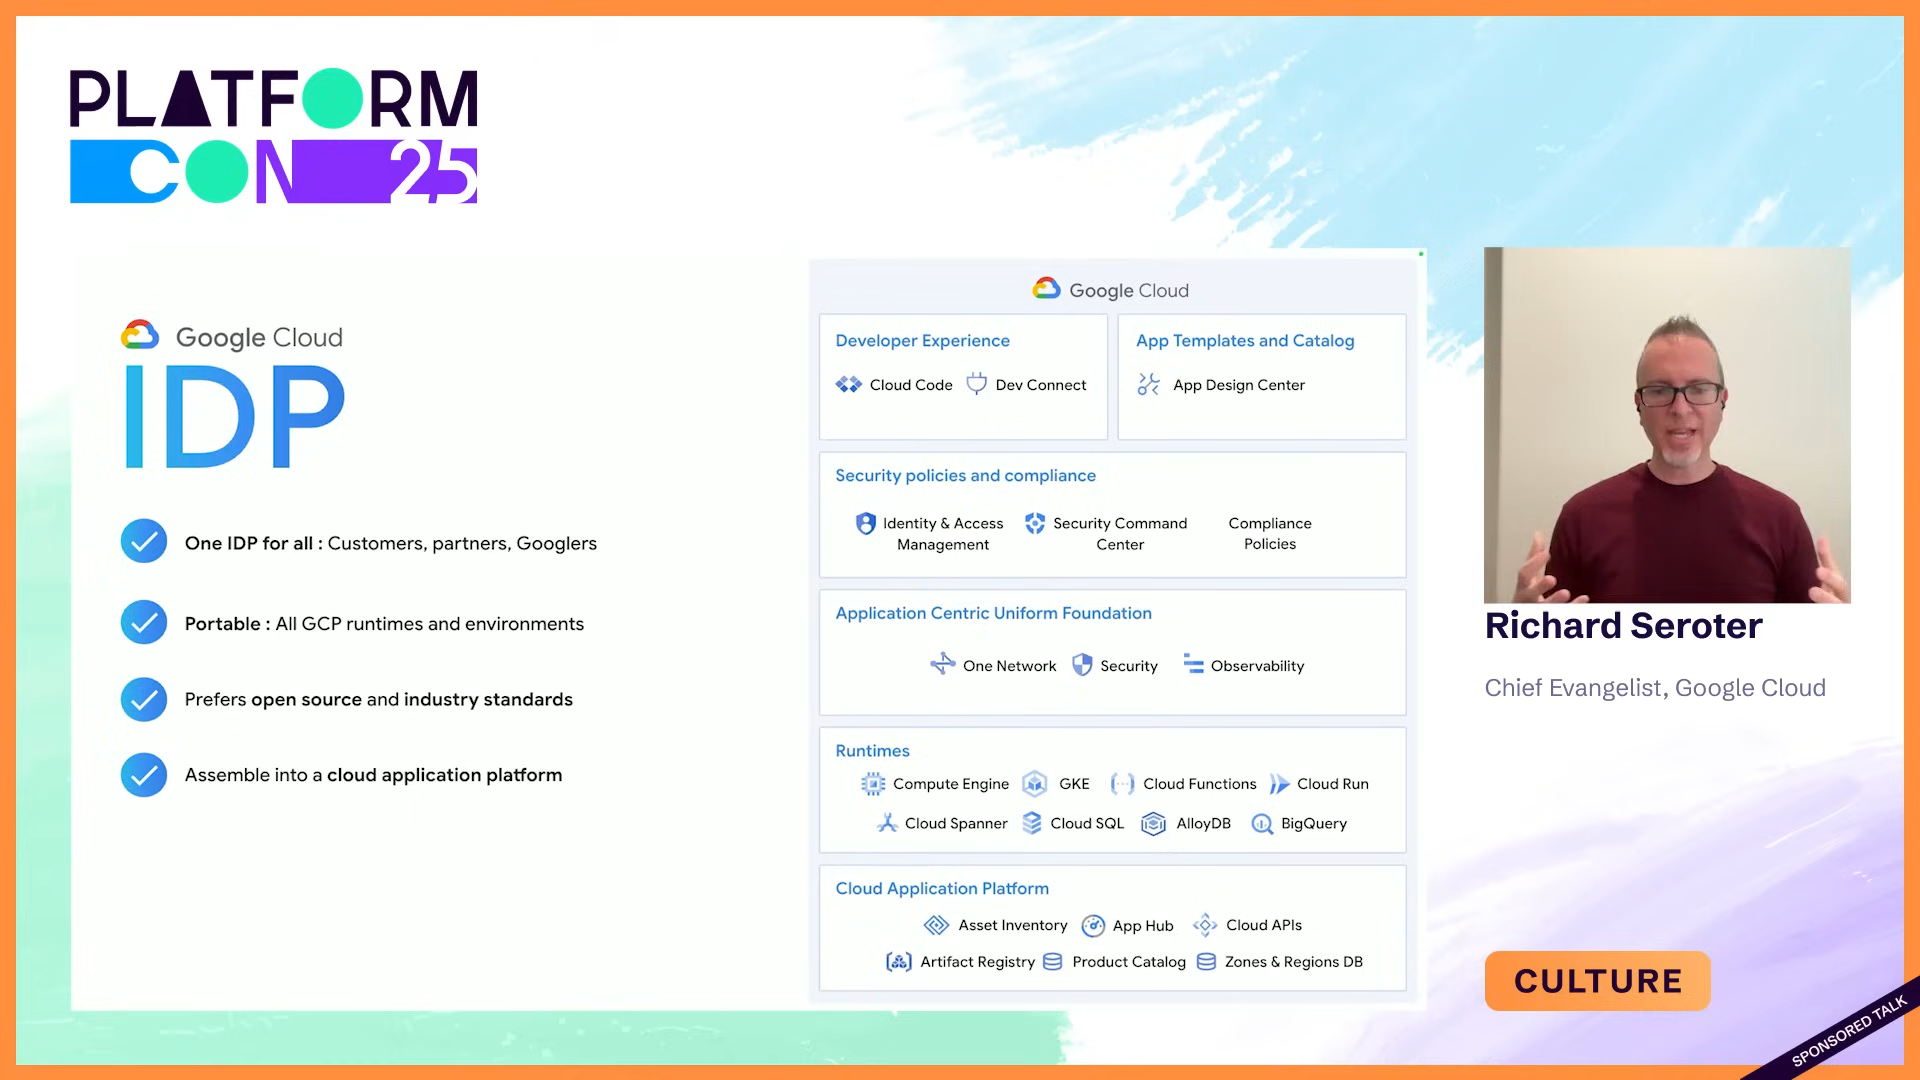 PLATFORM
CON 25
Google Cloud
IDP
One IDP for all : Customers, partners, Googlers
Portable : All GCP runtimes and environments
Prefers open source and industry standards
Assemble into a cloud application platform
Google Cloud
Developer Experience
Cloud Code Dev Connect
App Templates and Catalog
App Design Center
Security policies and compliance
Identity & Access
Management
Security Command
Center
Compliance
Policies
Application Centric Uniform Foundation
One Network Security Observability
Runtimes
Compute Engine GKE Cloud Functions Cloud Run
Cloud Spanner Cloud SQL AlloyDB BigQuery
Cloud Application Platform
Asset Inventory App Hub Cloud APIs
Artifact Registry Product Catalog Zones & Regions DB
Richard Seroter
Chief Evangelist, Google Cloud
CULTURE
SPONSORED TALK